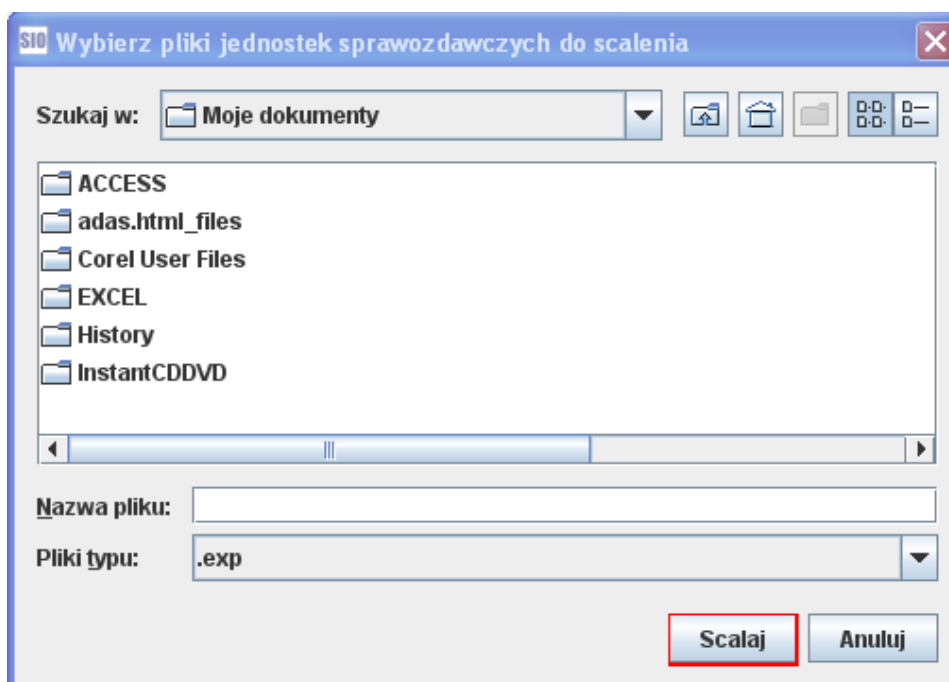 SIO Wybierz pliki jednostek sprawozdawczych do scalenia
Szukaj w: Moje dokumenty
ACCESS
adas.html_files
Corel User Files
EXCEL
History
InstantCDDVD
Nazwa pliku:
Pliki typu: .exp
Scalaj Anuluj